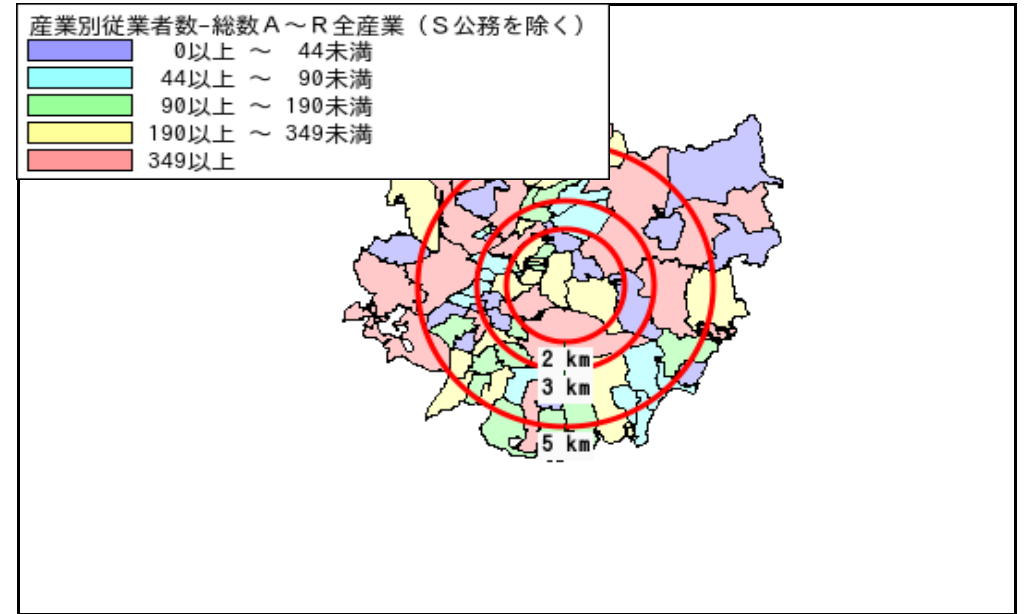 産業別従業者数−総数Ａ～Ｒ全産業（Ｓ公務を除く）
0以上 ～ 44未満
44以上 ～ 90未満
90以上 ～ 190未満
190以上 ～ 349未満
349以上
2 km
3 km
5 km